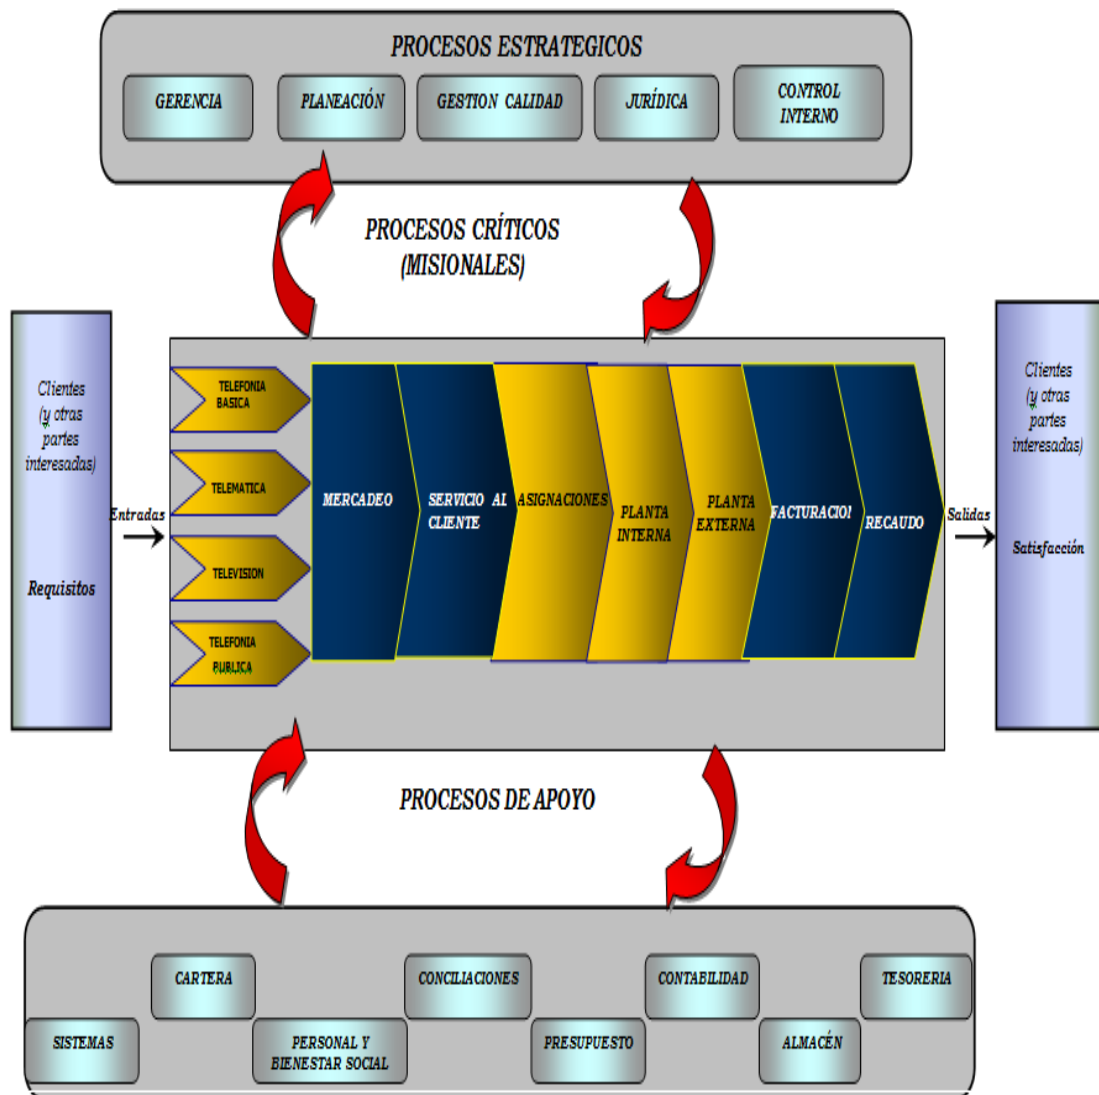 PROCESOS ESTRATEGICOS
GERENCIA
PLANEACIÓN
GESTION CALIDAD
JURÍDICA
CONTROL
INTERNO
PROCESOS CRÍTICOS
(MISIONALES)
Clientes
(y otras
partes
interesadas)
Requisitos
Entradas
TELEFONIA
BASICA
TELEMATICA
TELEVISION
TELEFONIA
PUBLICA
MERCADEO
SERVICIO AL
CLIENTE
ASIGNACIONES
PLANTA
INTERNA
PLANTA
EXTERNA
FACTURACIOI
RECAUDO
Salidas
Clientes
(y otras
partes
interesadas)
Satisfacción
PROCESOS DE APOYO
CARTERA
CONCILIACIONES
CONTABILIDAD
TESORERIA
SISTEMAS
PERSONAL Y
BIENESTAR SOCIAL
PRESUPUESTO
ALMACÉN